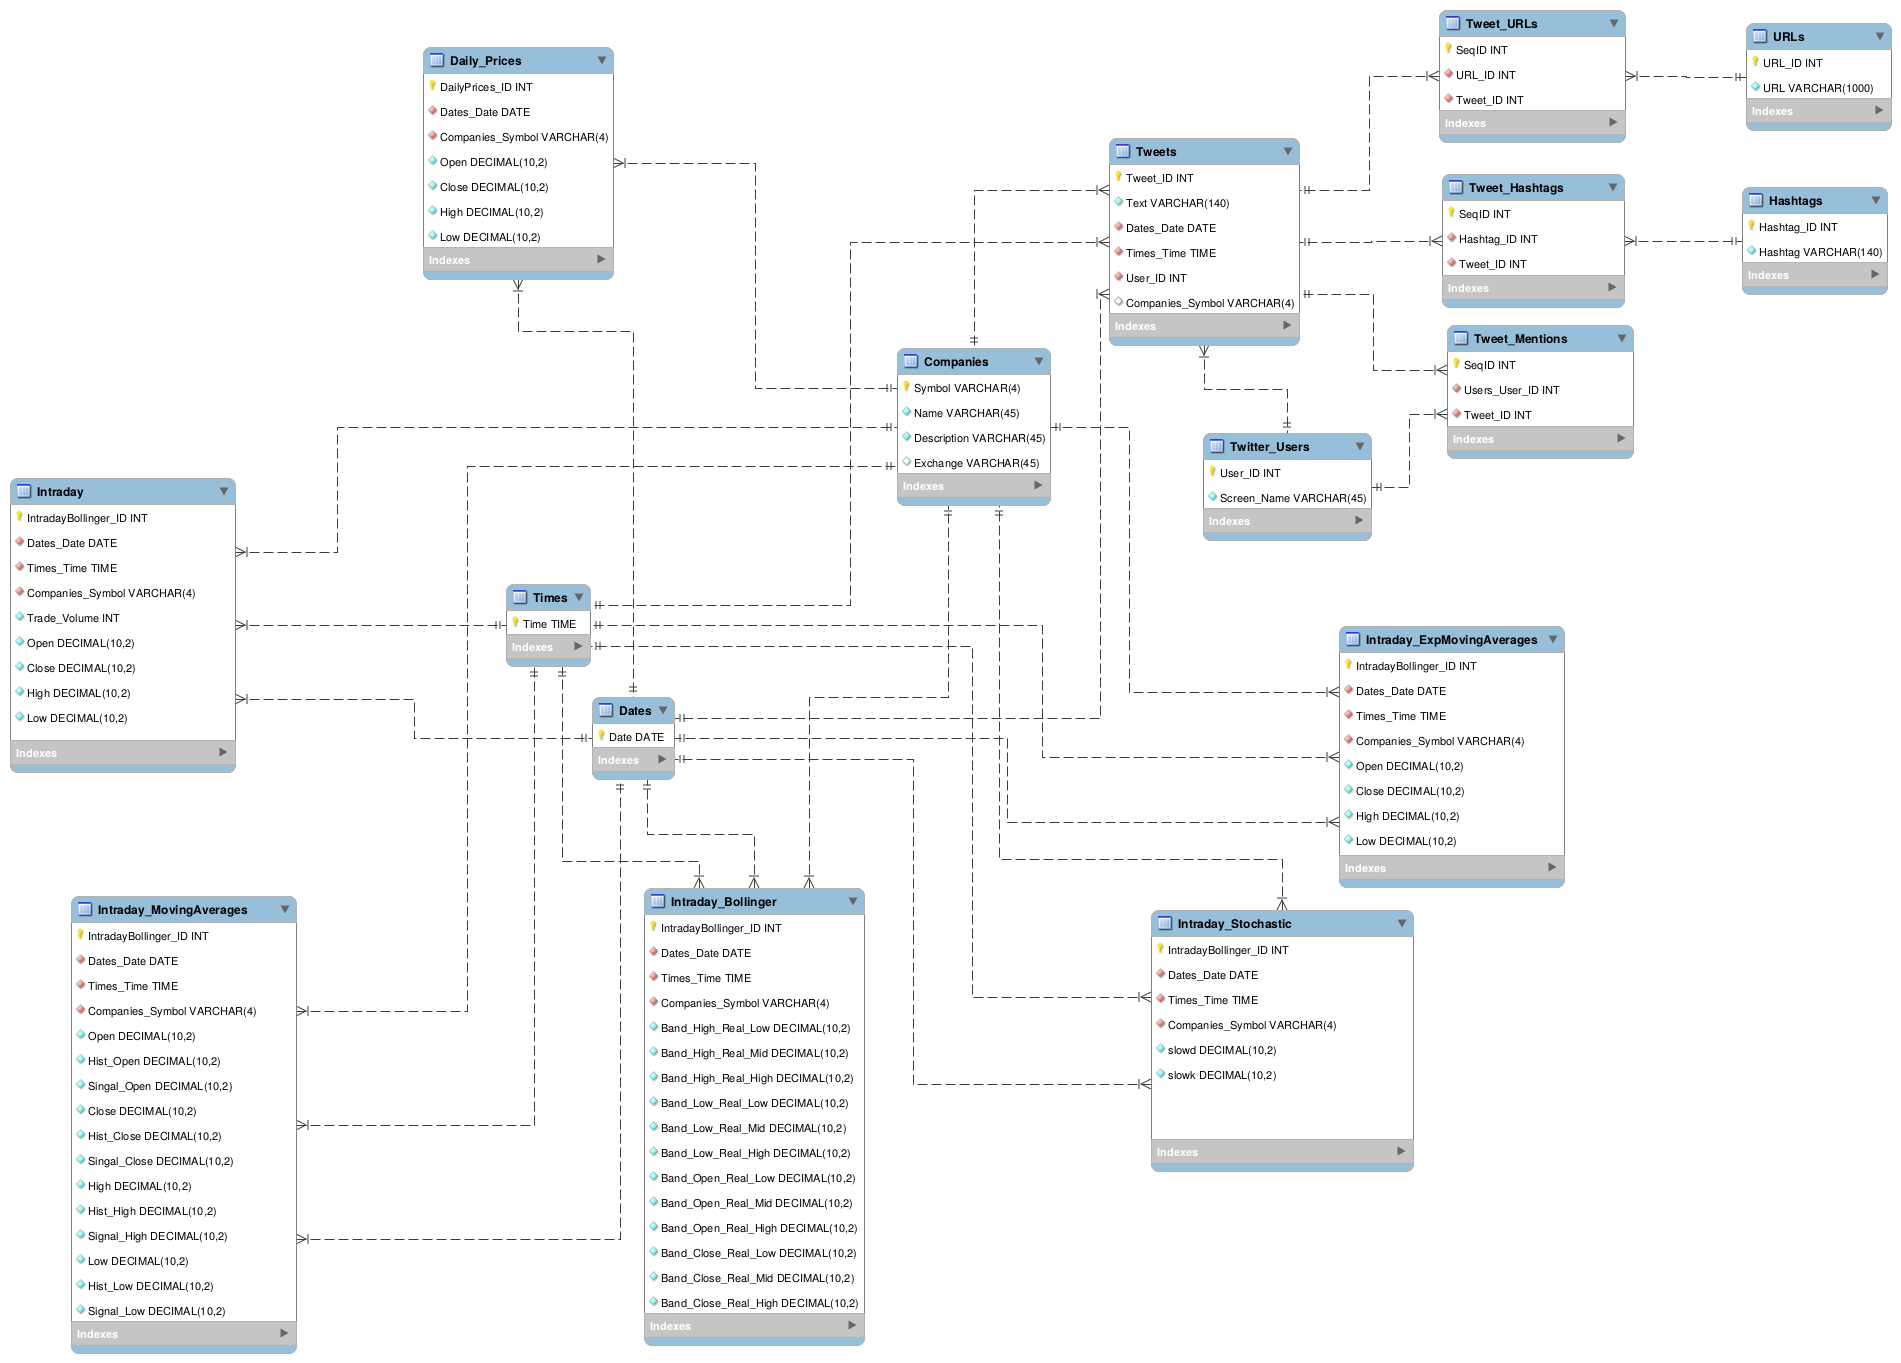 Daily_Prices
DailyPrices_ID INT
Dates_Date DATE
Companies_Symbol VARCHAR(4)
Open DECIMAL(10,2)
Close DECIMAL(10,2)
High DECIMAL(10,2)
Low DECIMAL(10,2)
Indexes
Tweet_URLs
SeqID INT
URL_ID INT
Tweet_ID INT
Indexes
URLs
URL_ID INT
URL VARCHAR(1000)
Indexes
Tweets
Tweet_ID INT
Text VARCHAR(140)
Dates_Date DATE
Times_Time TIME
User_ID INT
Companies_Symbol VARCHAR(4)
Indexes
Tweet_Hashtags
SeqID INT
Hashtag_ID INT
Tweet_ID INT
Indexes
Hashtags
Hashtag_ID INT
Hashtag VARCHAR(140)
Indexes
Tweet_Mentions
SeqID INT
Users_User_ID INT
Tweet_ID INT
Indexes
Companies
Symbol VARCHAR(4)
Name VARCHAR(45)
Description VARCHAR(45)
Exchange VARCHAR(45)
Indexes
Twitter_Users
User_ID INT
Screen_Name VARCHAR(45)
Indexes
Intraday
IntradayBollinger_ID INT
Dates_Date DATE
Times_Time TIME
Companies_Symbol VARCHAR(4)
Trade_Volume INT
Open DECIMAL(10,2)
Close DECIMAL(10,2)
High DECIMAL(10,2)
Low DECIMAL(10,2)
Indexes
Times
Time TIME
Indexes
Dates
Date DATE
Indexes
Intraday_ExpMovingAverages
IntradayBollinger_ID INT
Dates_Date DATE
Times_Time TIME
Companies_Symbol VARCHAR(4)
Open DECIMAL(10,2)
Close DECIMAL(10,2)
High DECIMAL(10,2)
Low DECIMAL(10,2)
Indexes
Intraday_MovingAverages
IntradayBollinger_ID INT
Dates_Date DATE
Times_Time TIME
Companies_Symbol VARCHAR(4)
Open DECIMAL(10,2)
Hist_Open DECIMAL(10,2)
Singal_Open DECIMAL(10,2)
Close DECIMAL(10,2)
Hist_Close DECIMAL(10,2)
Singal_Close DECIMAL(10,2)
High DECIMAL(10,2)
Hist_High DECIMAL(10,2)
Signal_High DECIMAL(10,2)
Low DECIMAL(10,2)
Hist_Low DECIMAL(10,2)
Signal_Low DECIMAL(10,2)
Indexes
Intraday_Bollinger
IntradayBollinger_ID INT
Dates_Date DATE
Times_Time TIME
Companies_Symbol VARCHAR(4)
Band_High_Real_Low DECIMAL(10,2)
Band_High_Real_Mid DECIMAL(10,2)
Band_High_Real_High DECIMAL(10,2)
Band_Low_Real_Low DECIMAL(10,2)
Band_Low_Real_Mid DECIMAL(10,2)
Band_Low_Real_High DECIMAL(10,2)
Band_Open_Real_Low DECIMAL(10,2)
Band_Open_Real_Mid DECIMAL(10,2)
Band_Open_Real_High DECIMAL(10,2)
Band_Close_Real_Low DECIMAL(10,2)
Band_Close_Real_Mid DECIMAL(10,2)
Band_Close_Real_High DECIMAL(10,2)
Indexes
Intraday_Stochastic
IntradayBollinger_ID INT
Dates_Date DATE
Times_Time TIME
Companies_Symbol VARCHAR(4)
slowd DECIMAL(10,2)
slowk DECIMAL(10,2)
Indexes